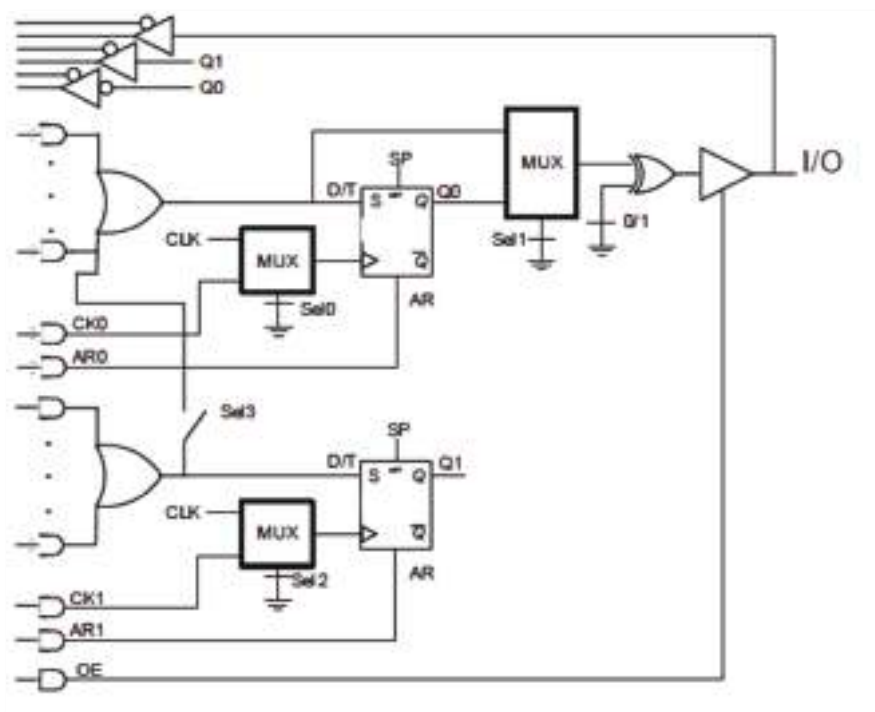 Q1
Q0
SP
MUX
I/O
D/T
S
Q
Q0
0/1
CLK
MUX
Q
Sel1
Sel0
AR
CK0
AR0
Sel3
SP
D/T
S
Q
Q1
CLK
MUX
Q
Sel2
AR
CK1
AR1
OE